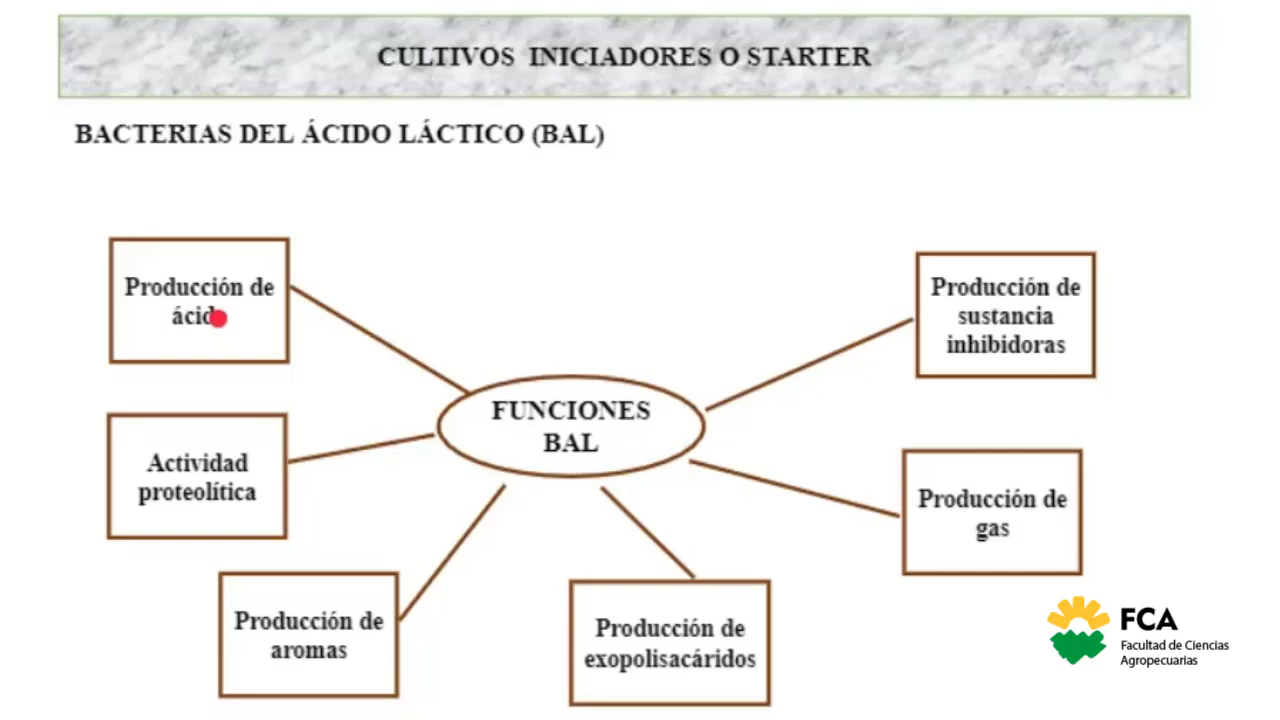 CULTIVOS INICIADORES O STARTER
BACTERIAS DEL ÁCIDO LÁCTICO (BAL)
Producción de
ácido
Producción de
sustancia
inhibidoras
FUNCIONES
BAL
Actividad
proteolítica
Producción de
gas
Producción de
aromas
Producción de
exopolisacáridos
FCA
Facultad de Ciencias
Agropecuarias